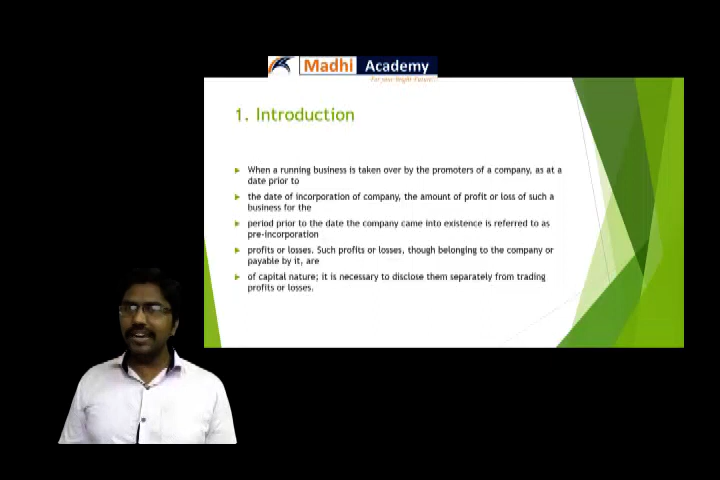 Madhi Academy
For your Bright Future
1. Introduction
When a running business is taken over by the promoters of a company, as at a
date prior to
the date of incorporation of company, the amount of profit or loss of such a
business for the
period prior to the date the company came into existence is referred to as
pre-incorporation
profits or losses. Such profits or losses, though belonging to the company or
payable by it, are
of capital nature; it is necessary to disclose them separately from trading
profits or losses.